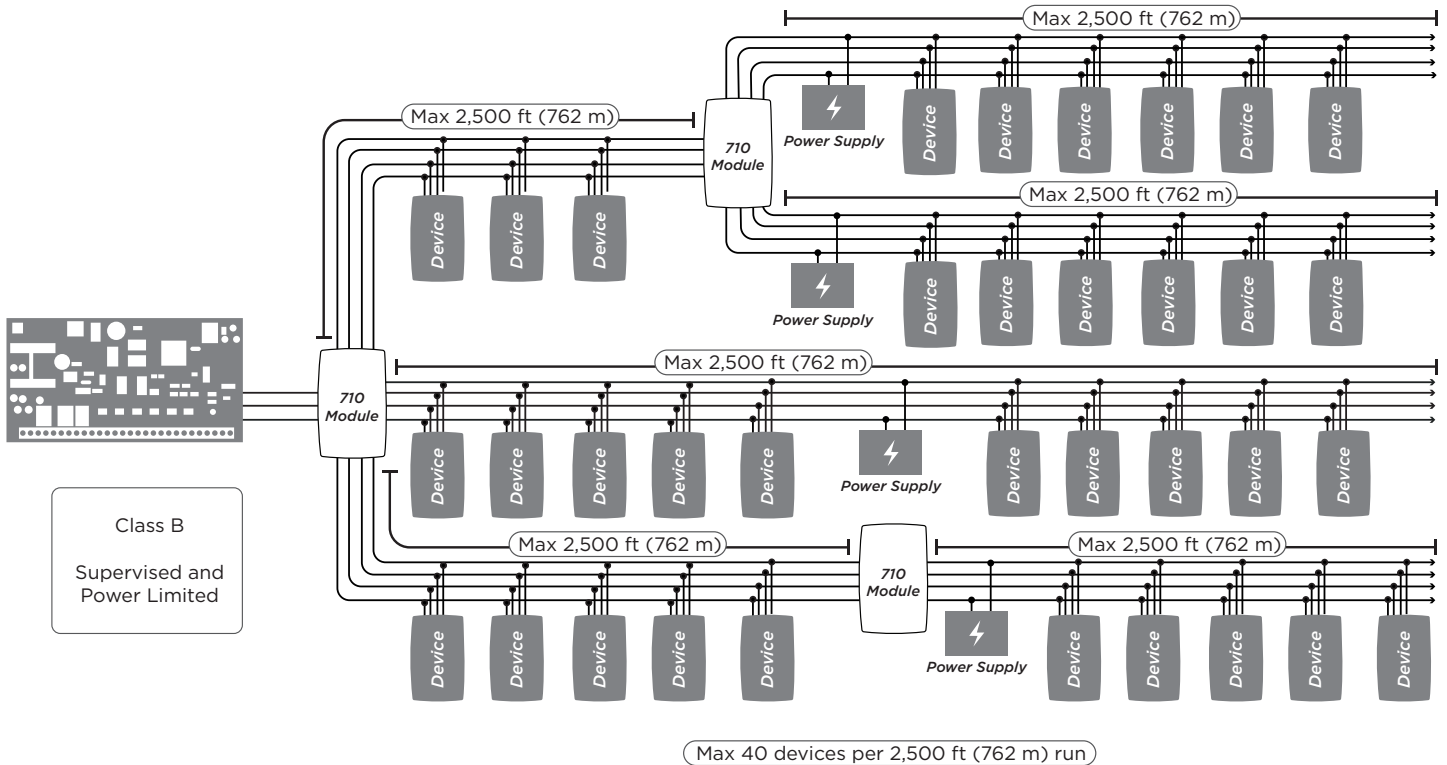 Max 2,500 ft (762 m)
Max 2,500 ft (762 m)
710
Module
Power Supply
Device
Device
Device
Device
Device
Device
Device
Device
Device
Max 2,500 ft (762 m)
Power Supply
Device
Device
Device
Device
Device
Device
Max 2,500 ft (762 m)
710
Module
Device
Device
Device
Device
Device
Power Supply
Device
Device
Device
Device
Device
Class B
Supervised and
Power Limited
Max 2,500 ft (762 m)
710
Module
Max 2,500 ft (762 m)
Device
Device
Device
Device
Device
Power Supply
Device
Device
Device
Device
Device
Max 40 devices per 2,500 ft (762 m) run